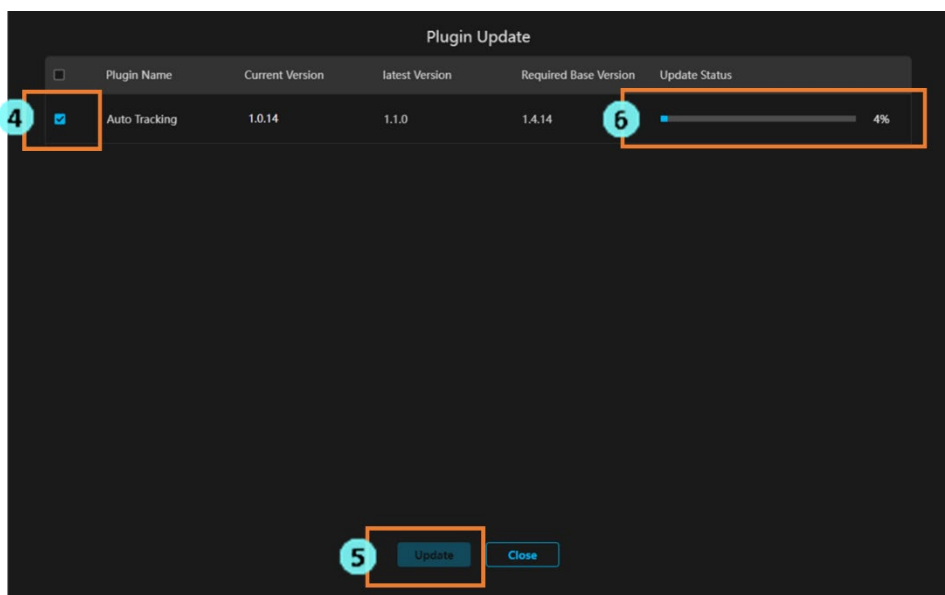 Plugin Update
Plugin Name Current Version latest Version Required Base Version Update Status
4 Auto Tracking 1.0.14 1.1.0 1.4.14 6 4%
5 Update Close